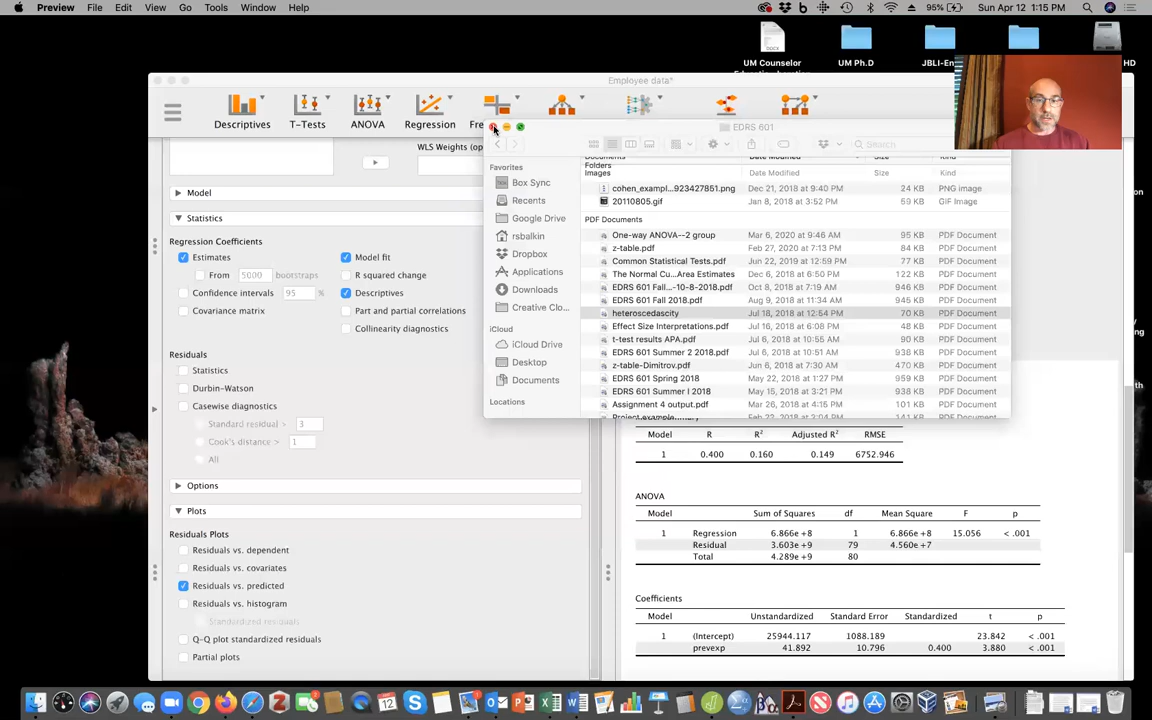 Preview File Edit View Go Tools Window Help 95% Sun Apr 12 1:15 PM
UM Counselor UM Ph.D JBLI-En HD
Employee data*
Descriptives T-Tests ANOVA Regression Fre
EDRS 601
WLS Weights (op
Search
Documents Date Modified Size Kind
Folders
Images Date Modified Size Kind
Favorites
Box Sync
Recents
Google Drive
rsbalkin
Dropbox
Applications
Downloads
Creative Clo...
iCloud
iCloud Drive
Desktop
Documents
Locations
cohen_exampl...923427851.png Dec 21, 2018 at 9:40 PM 24 KB PNG image
20110805.gif Jan 8, 2018 at 3:52 PM 59 KB GIF Image
PDF Documents
One-way ANOVA--2 group Mar 6, 2020 at 9:46 AM 95 KB PDF Document
z-table.pdf Feb 27, 2020 at 7:13 PM 84 KB PDF Document
Common Statistical Tests.pdf Jun 22, 2019 at 12:59 PM 77 KB PDF Document
The Normal Cu...Area Estimates Dec 6, 2018 at 6:50 PM 122 KB PDF Document
EDRS 601 Fall...-10-8-2018.pdf Oct 8, 2018 at 7:19 AM 946 KB PDF Document
EDRS 601 Fall 2018.pdf Aug 9, 2018 at 11:34 AM 945 KB PDF Document
heteroscedascity Jul 18, 2018 at 12:54 PM 70 KB PDF Document
Effect Size Interpretations.pdf Jul 16, 2018 at 6:08 PM 48 KB PDF Document
t-test results APA.pdf Jul 6, 2018 at 10:55 AM 90 KB PDF Document
EDRS 601 Summer 2 2018.pdf Jul 6, 2018 at 10:51 AM 938 KB PDF Document
z-table-Dimitrov.pdf Jun 6, 2018 at 7:30 AM 470 KB PDF Document
EDRS 601 Spring 2018 May 22, 2018 at 1:27 PM 959 KB PDF Document
EDRS 601 Summer I 2018 May 15, 2018 at 3:21 PM 938 KB PDF Document
Assignment 4 output.pdf Mar 26, 2018 at 4:15 PM 101 KB PDF Document
Model
Statistics
Regression Coefficients
Estimates Model fit
From 5000 bootstraps R squared change
Confidence intervals 95 % Descriptives
Covariance matrix Part and partial correlations
Collinearity diagnostics
Residuals
Statistics
Durbin-Watson
Casewise diagnostics
Standard residual > 3
Cook's distance > 1
All
Options
Plots
Residuals Plots
Residuals vs. dependent
Residuals vs. covariates
Residuals vs. predicted
Residuals vs. histogram
Standardized residuals
Q-Q plot standardized residuals
Partial plots
Model R R² Adjusted R² RMSE
1 0.400 0.160 0.149 6752.946
ANOVA
Model Sum of Squares df Mean Square F p
1 Regression 6.866e +8 1 6.866e +8 15.056 < .001
Residual 3.603e +9 79 4.560e +7
Total 4.289e +9 80
Coefficients
Model Unstandardized Standard Error Standardized t p
1 (Intercept) 25944.117 1088.189 23.842 < .001
prevexp 41.892 10.796 0.400 3.880 < .001